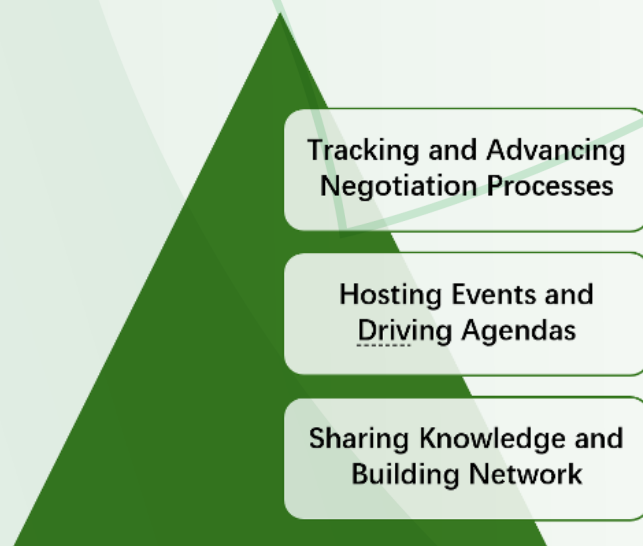 Tracking and Advancing
Negotiation Processes
Hosting Events and
Driving Agendas
Sharing Knowledge and
Building Network